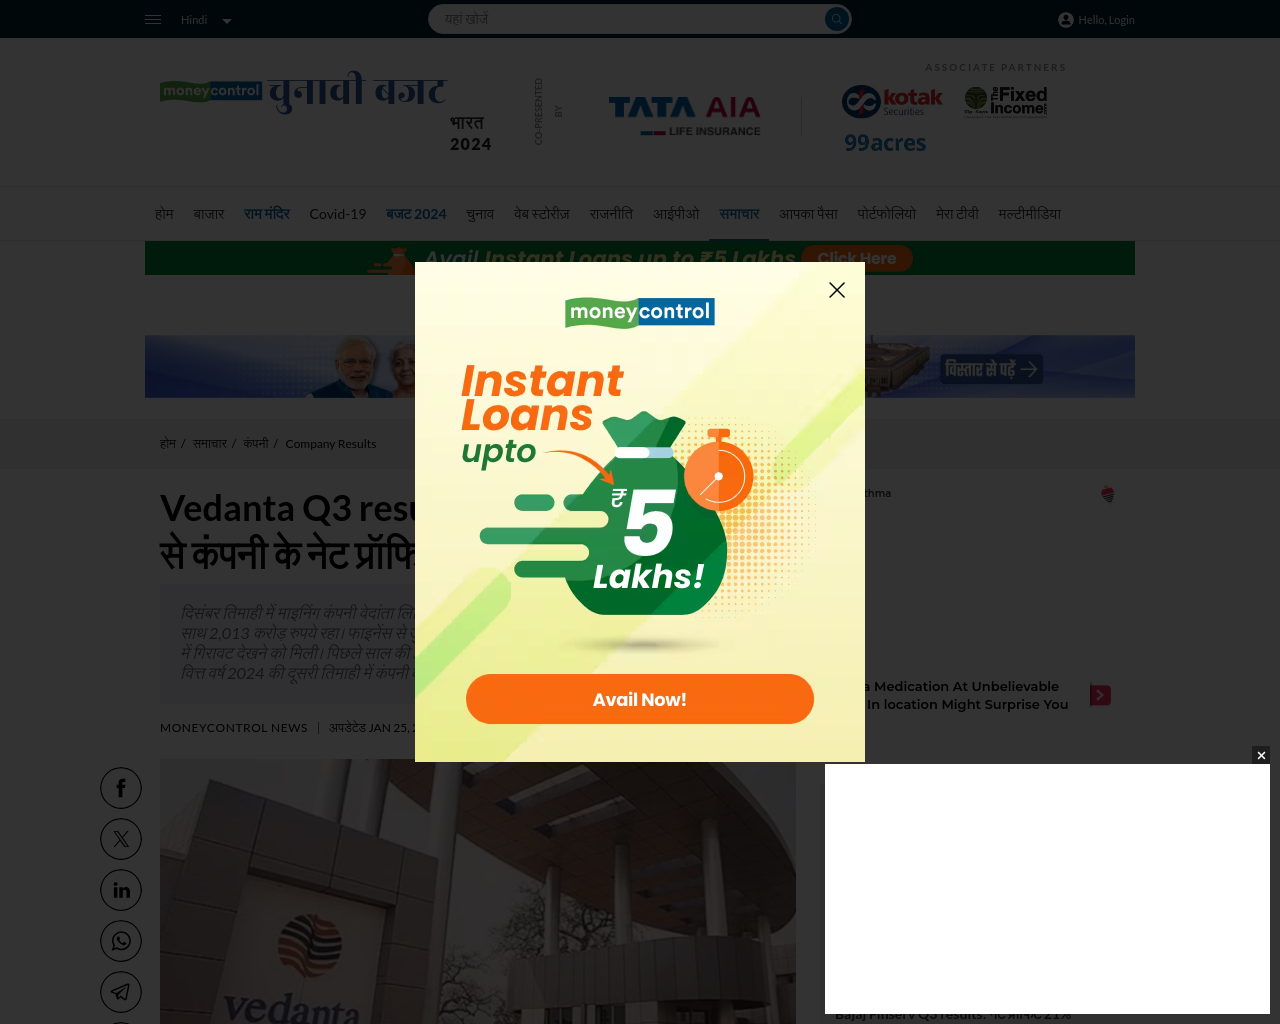 Hindi
यहां खोजें
Hello, Login
moneycontrol चुनावी बजट
भारत
2024
CO-PRESENTED
BY
TATA AIA
LIFE INSURANCE
ASSOCIATE PARTNERS
kotak
Securities
The Fixed
Income
99acres
होम बाजार राम मंदिर Covid-19 बजट 2024 चुनाव वेब स्टोरीज़ राजनीति आईपीओ समाचार आपका पैसा पोर्टफोलियो मेरा टीवी मल्टीमीडिया
Avail Instant Loans up to ₹5 Lakhs Click Here
moneycontrol
विस्तार से पढ़ें
Instant
Loans
upto
₹5
Lakhs!
Avail Now!
होम / समाचार / कंपनी / Company Results
Vedanta Q3
से कंपनी के नेट
दिसंबर तिमाही में माइनिंग कंपनी वेदांता
साथ 2,013 करोड़ रुपये रहा। फाइनेंस से
में गिरावट देखने को मिली। पिछले साल की
वित्त वर्ष 2024 की दूसरी तिमाही में कंपनी
MONEYCONTROL NEWS | अपडेटेड JAN 25,
Medication At Unbelievable
In location Might Surprise You
vedanta
Bajaj Finserv Q3 results: